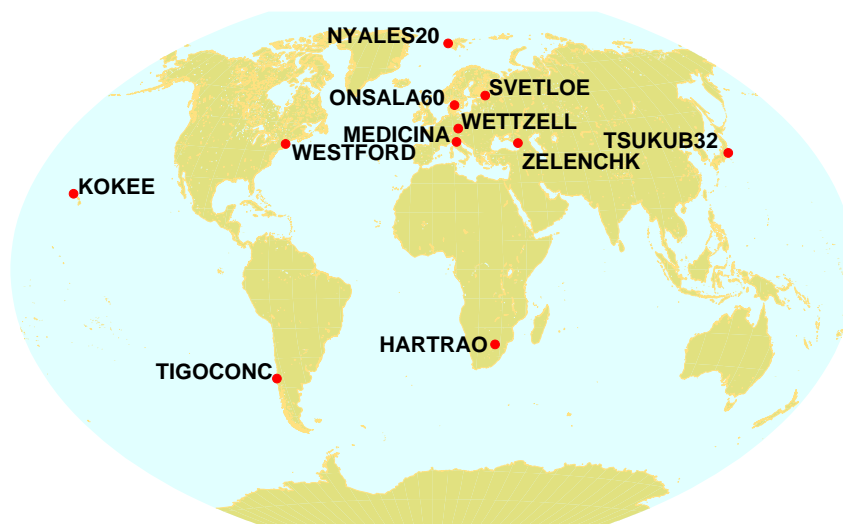 NYALES20
SVETLOE
ONSALA60
WETTZELL
MEDICINA
TSUKUB32
WESTFORD
ZELENCHK
KOKEE
HARTRAO
TIGOCONC